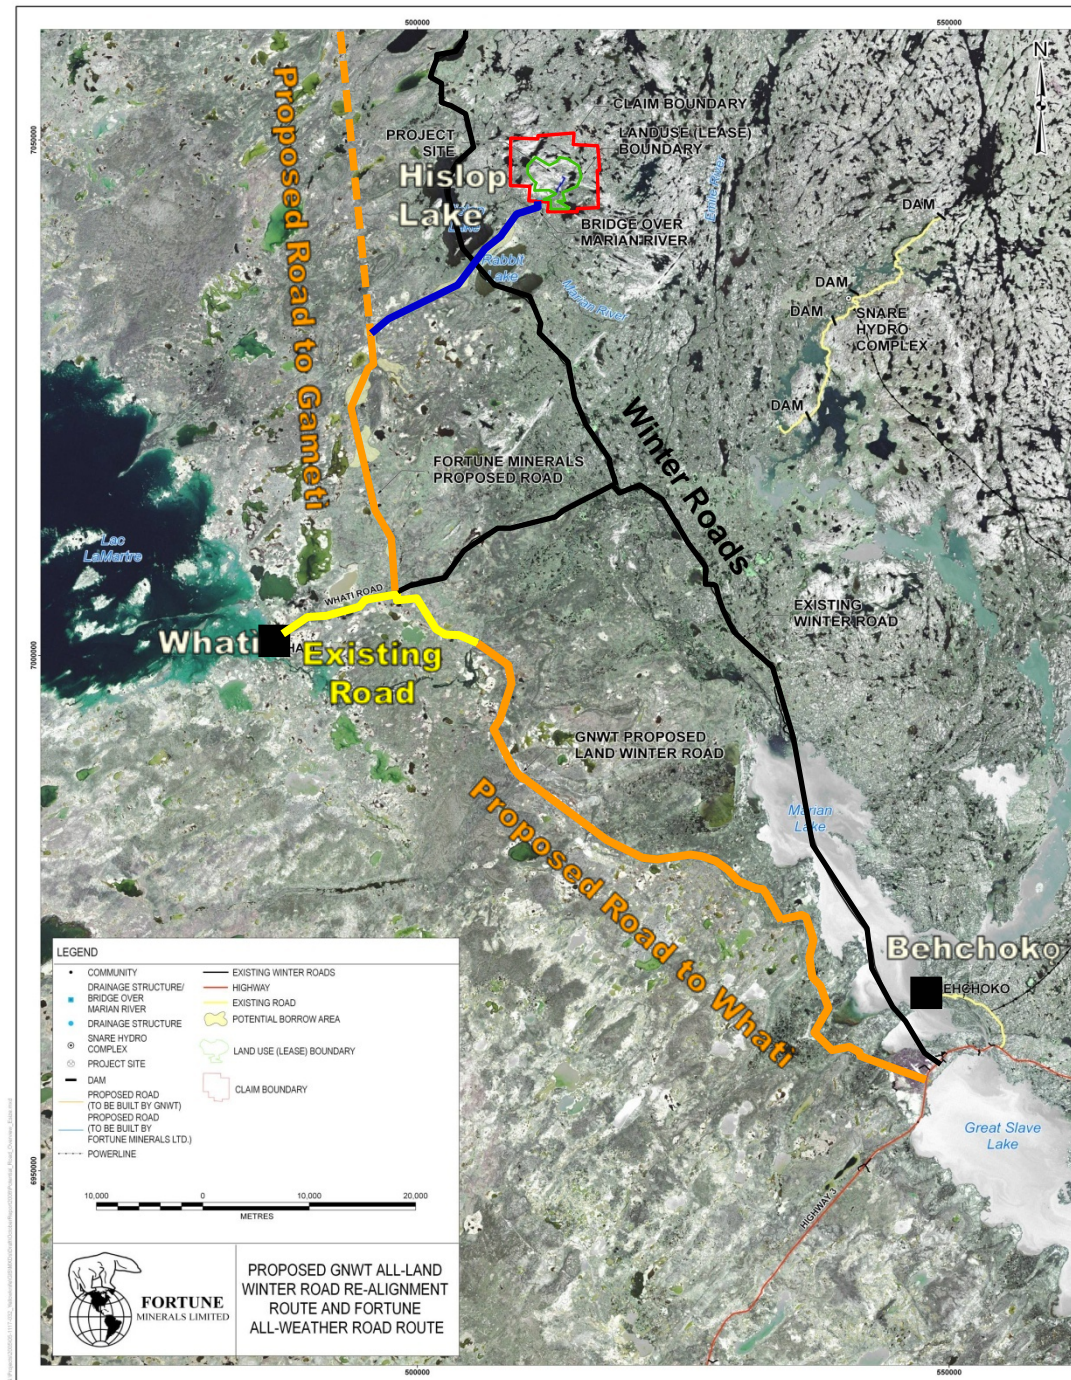 500000
550000
N
Proposed Road to Gameti
CLAIM BOUNDARY
LANDUSE (LEASE)
BOUNDARY
PROJECT
SITE
7050000
Hislop
Lake
BRIDGE OVER
MARIAN RIVER
DAM
Rabbit
Lake
Marian River
DAM
DAM
SNARE
HYDRO
COMPLEX
DAM
Winter Roads
FORTUNE MINERALS
PROPOSED ROAD
Lac
LaMartre
WHATI ROAD
EXISTING
WINTER ROAD
Whati
Existing
Road
7000000
GNWT PROPOSED
LAND WINTER ROAD
Proposed Road to Whati
Marian
Lake
Behchoko
EHCHOKO
LEGEND
COMMUNITY
DRAINAGE STRUCTURE/
BRIDGE OVER
MARIAN RIVER
DRAINAGE STRUCTURE
SNARE HYDRO
COMPLEX
PROJECT SITE
DAM
PROPOSED ROAD
(TO BE BUILT BY GNWT)
PROPOSED ROAD
(TO BE BUILT BY
FORTUNE MINERALS LTD.)
POWERLINE
EXISTING WINTER ROADS
HIGHWAY
EXISTING ROAD
POTENTIAL BORROW AREA
LAND USE (LEASE) BOUNDARY
CLAIM BOUNDARY
Great Slave
Lake
6950000
HIGHWAY 3
10,000 0 10,000 20,000
METRES
FORTUNE
MINERALS LIMITED
PROPOSED GNWT ALL-LAND
WINTER ROAD RE-ALIGNMENT
ROUTE AND FORTUNE
ALL-WEATHER ROAD ROUTE
500000
550000